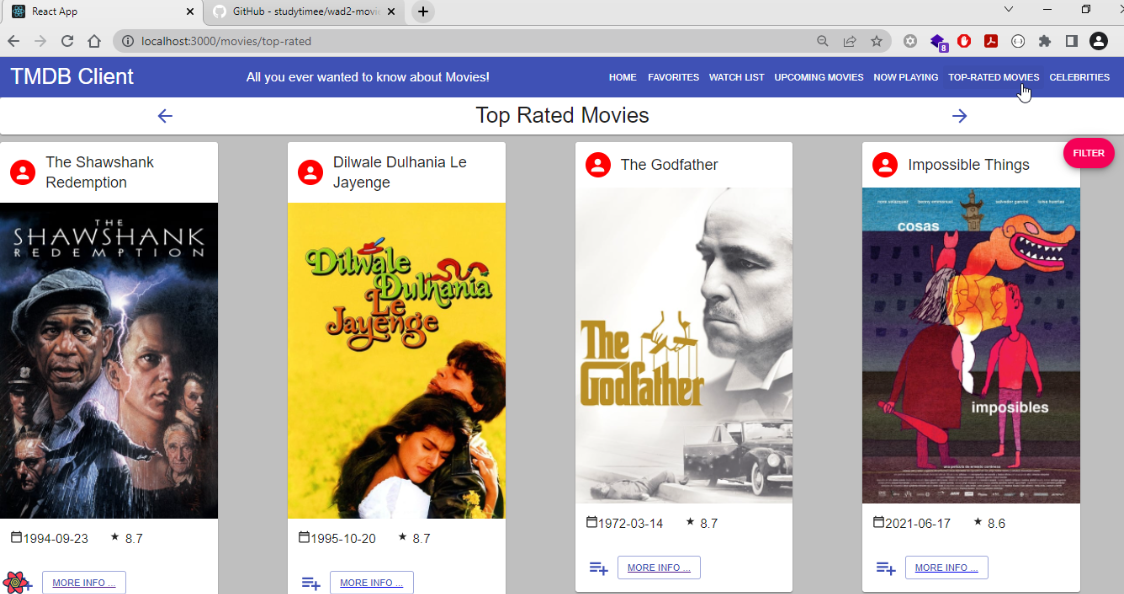 React App
GitHub - studytimee/wad2-movi
localhost:3000/movies/top-rated
8
TMDB Client
All you ever wanted to know about Movies!
HOME
FAVORITES
WATCH LIST
UPCOMING MOVIES
NOW PLAYING
TOP-RATED MOVIES
CELEBRITIES
Top Rated Movies
FILTER
The Shawshank
Redemption
THE
SHAWSHANK
REDEMPTION
1994-09-23
8.7
MORE INFO ...
Dilwale Dulhania Le
Jayenge
Dilwale
Dulhania
Le
Jayenge
1995-10-20
8.7
MORE INFO ...
The Godfather
The
Godfather
1972-03-14
8.7
MORE INFO ...
Impossible Things
cosas
imposibles
2021-06-17
8.6
MORE INFO ...